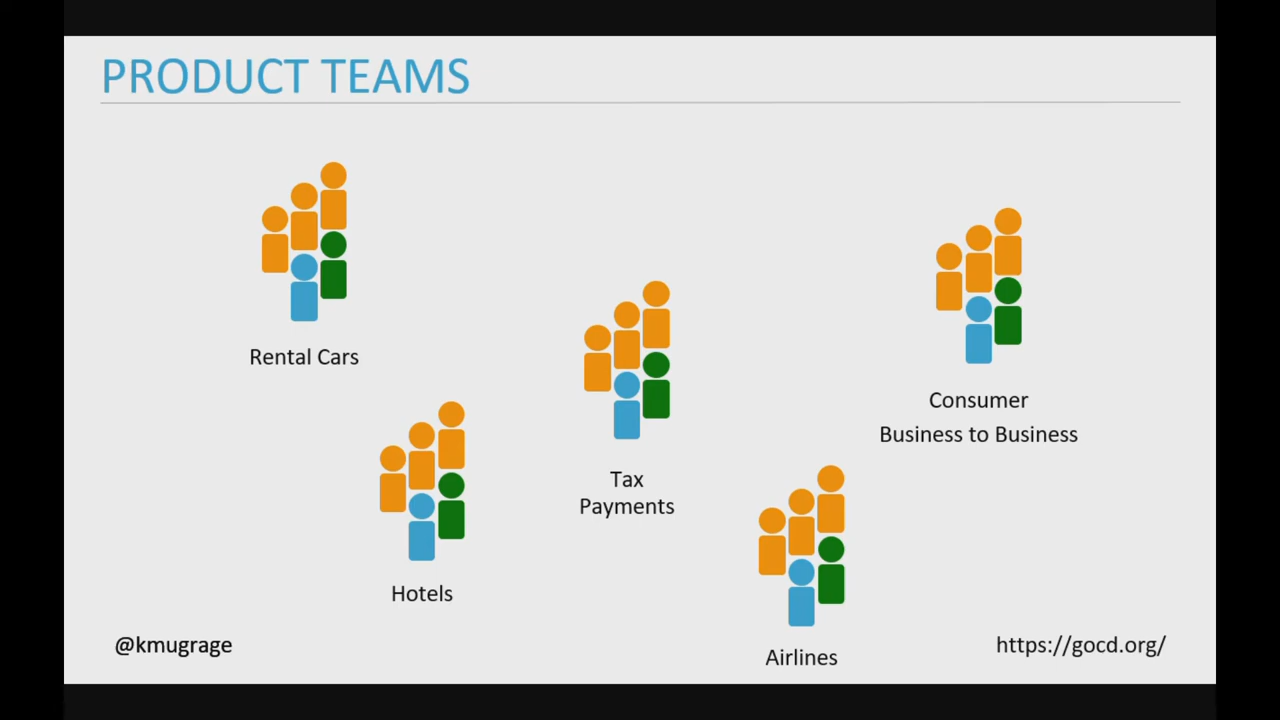 PRODUCT TEAMS
Rental Cars
Consumer
Business to Business
Tax
Payments
Hotels
Airlines
@kmugrage
https://gocd.org/